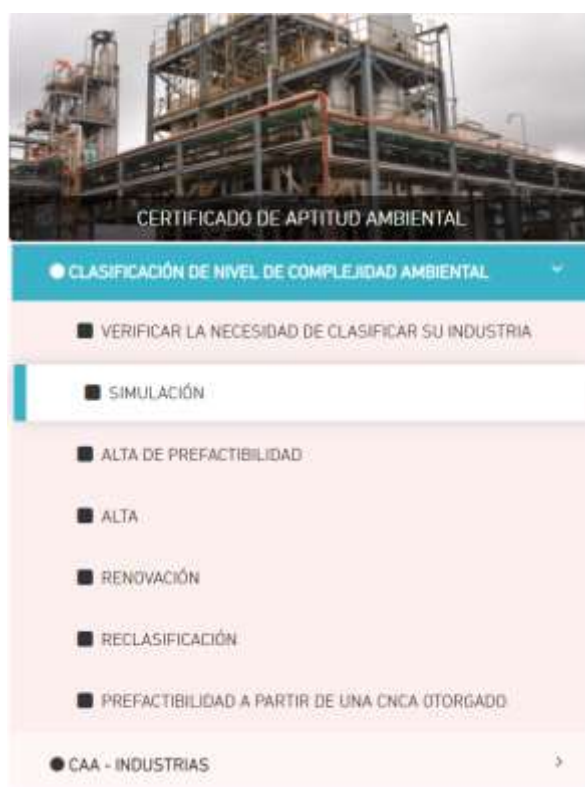 CERTIFICADO DE APTITUD AMBIENTAL
CLASIFICACIÓN DE NIVEL DE COMPLEJIDAD AMBIENTAL
VERIFICAR LA NECESIDAD DE CLASIFICAR SU INDUSTRIA
SIMULACIÓN
ALTA DE PREFACTIBILIDAD
ALTA
RENOVACIÓN
RECLASIFICACIÓN
PREFACTIBILIDAD A PARTIR DE UNA CNCA OTORGADO
CAA - INDUSTRIAS